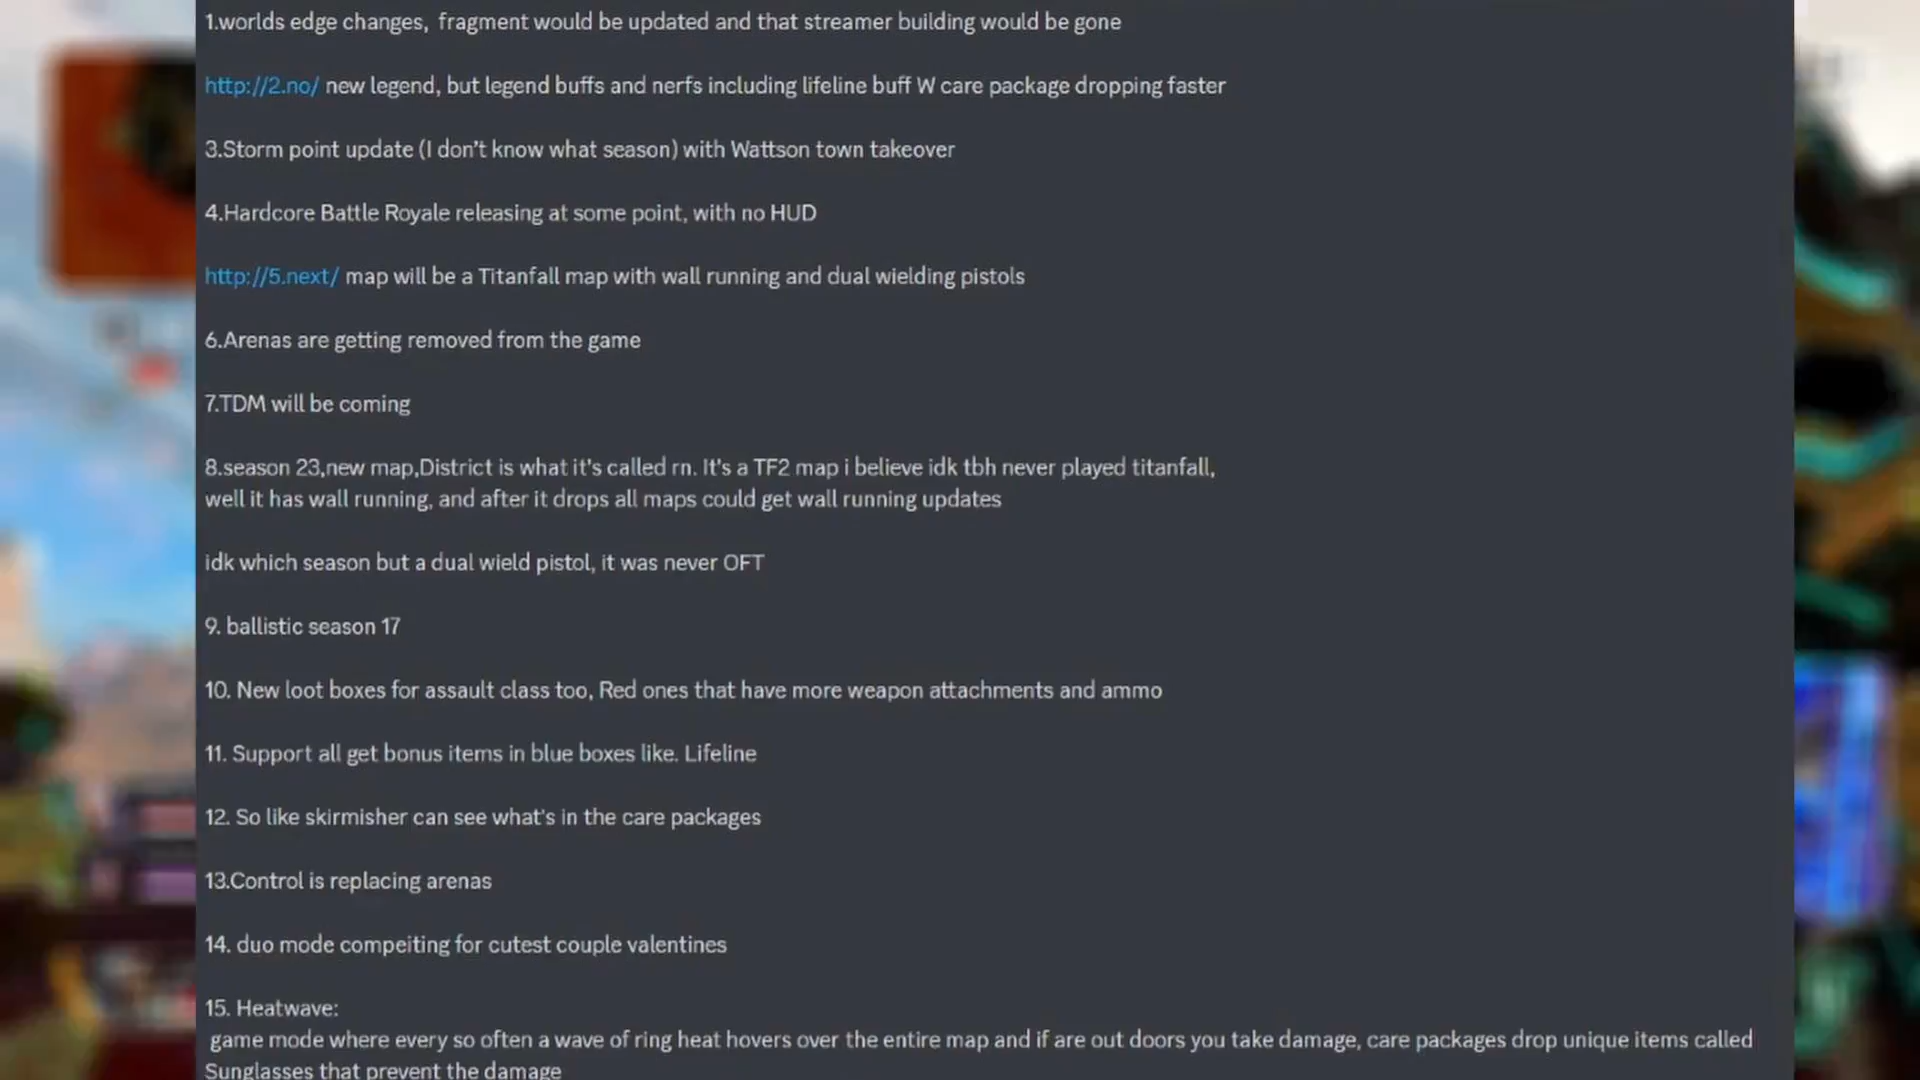 1.worlds edge changes, fragment would be updated and that streamer building would be gone
http://2.no/ new legend, but legend buffs and nerfs including lifeline buff W care package dropping faster
3.Storm point update (I don't know what season) with Wattson town takeover
4.Hardcore Battle Royale releasing at some point, with no HUD
http://5.next/ map will be a Titanfall map with wall running and dual wielding pistols
6.Arenas are getting removed from the game
7.TDM will be coming
8.season 23,new map,District is what it's called rn. It's a TF2 map i believe idk tbh never played titanfall,
well it has wall running, and after it drops all maps could get wall running updates
idk which season but a dual wield pistol, it was never OFT
9. ballistic season 17
10. New loot boxes for assault class too, Red ones that have more weapon attachments and ammo
11. Support all get bonus items in blue boxes like. Lifeline
12. So like skirmisher can see what's in the care packages
13.Control is replacing arenas
14. duo mode compeiting for cutest couple valentines
15. Heatwave:
game mode where every so often a wave of ring heat hovers over the entire map and if are out doors you take damage, care packages drop unique items called
Sunglasses that prevent the damage